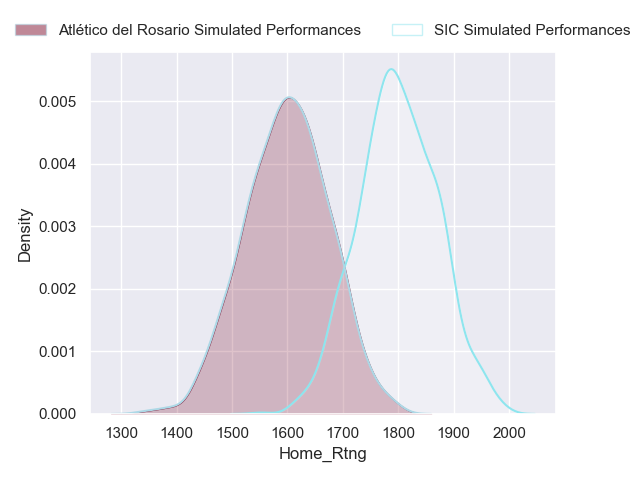 Atlético del Rosario Simulated Performances SIC Simulated Performances
0.005
0.004
0.003
0.002
0.001
0.000
Density
1300 1400 1500 1600 1700 1800 1900 2000
Home_Rtng